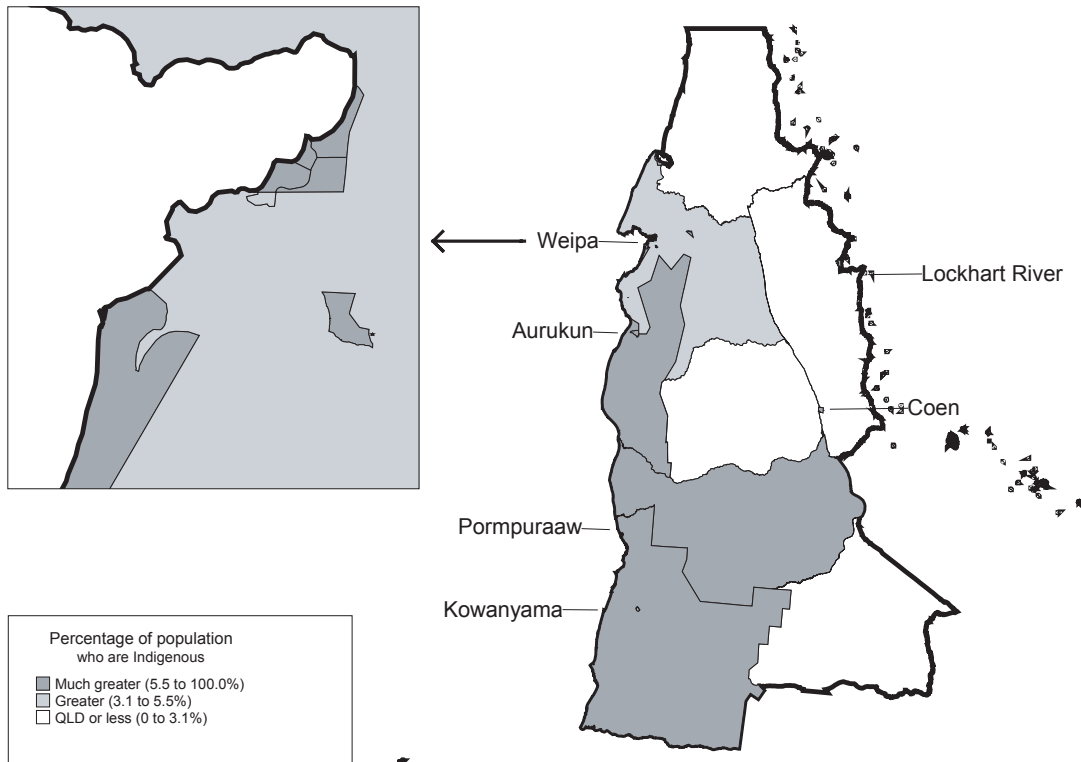 Weipa
Lockhart River
Aurukun
Coen
Pormpuraaw
Kowanyama
Percentage of population
who are Indigenous
Much greater (5.5 to 100.0%)
Greater (3.1 to 5.5%)
QLD or less (0 to 3.1%)